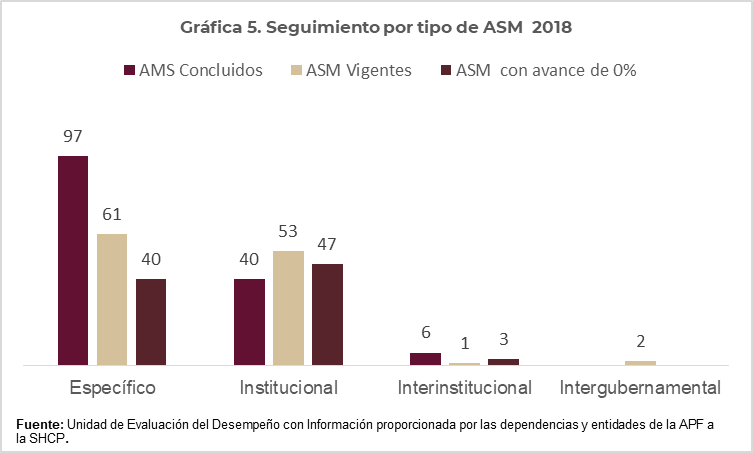 Gráfica 5. Seguimiento por tipo de ASM 2018
AMS Concluidos ASM Vigentes ASM con avance de 0%
97
61
40
40
53
47
6
1
3
2
Específico Institucional Interinstitucional Intergubernamental
Fuente: Unidad de Evaluación del Desempeño con Información proporcionada por las dependencias y entidades de la APF a
la SHCP.